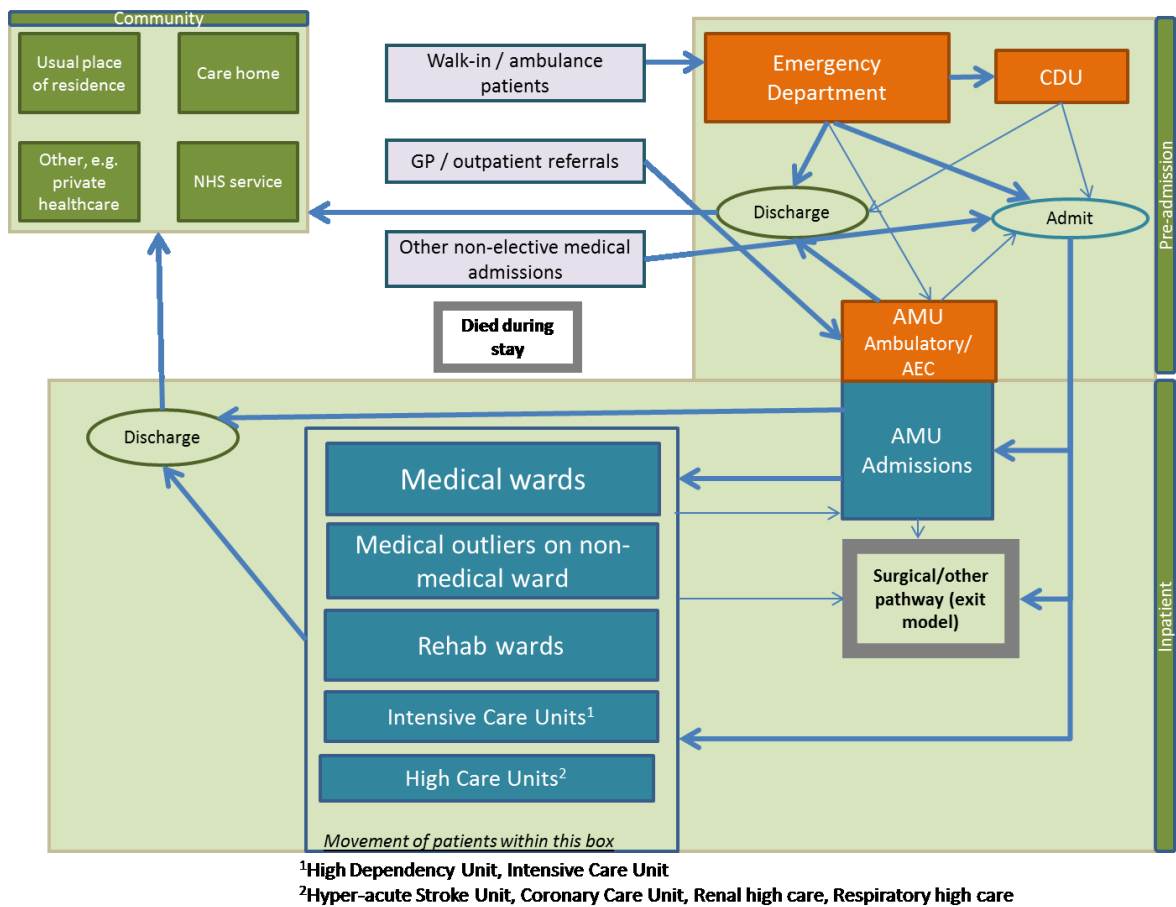 Community
Usual place
of residence
Care home
Other, e.g.
private
healthcare
NHS service
Walk-in / ambulance
patients
GP / outpatient referrals
Other non-elective medical
admissions
Died during
stay
Emergency
Department
CDU
Discharge
Admit
AMU
Ambulatory/
AEC
Pre-admission
Discharge
Medical wards
Medical outliers on non-
medical ward
Rehab wards
Intensive Care Units¹
High Care Units²
Movement of patients within this box
AMU
Admissions
Surgical/other
pathway (exit
model)
Inpatient
¹High Dependency Unit, Intensive Care Unit
²Hyper-acute Stroke Unit, Coronary Care Unit, Renal high care, Respiratory high care